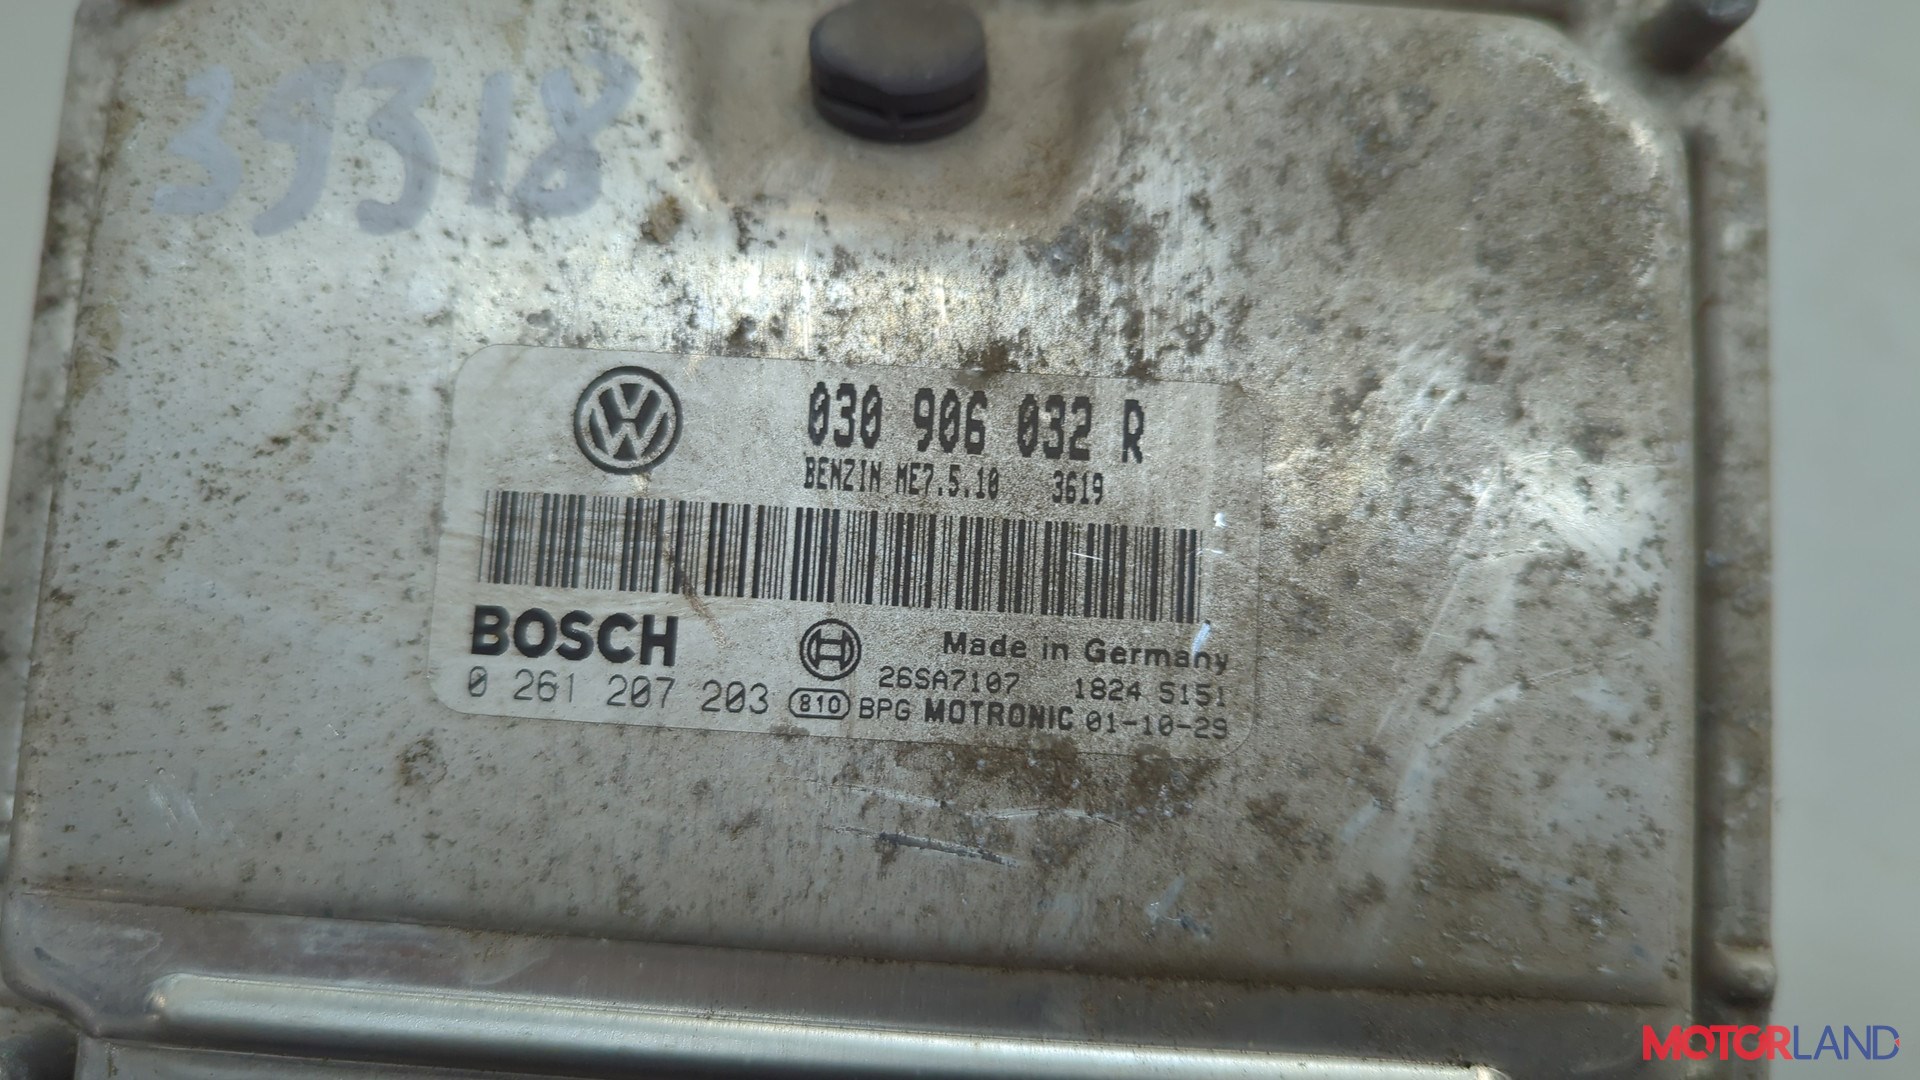 39318
030 906 032 R
BENZIN ME7.5.10 3619
BOSCH
Made in Germany
0 261 207 203
26SA7107 1824 S151
810 BPG MOTRONIC 01-10-29
MOTORLAND